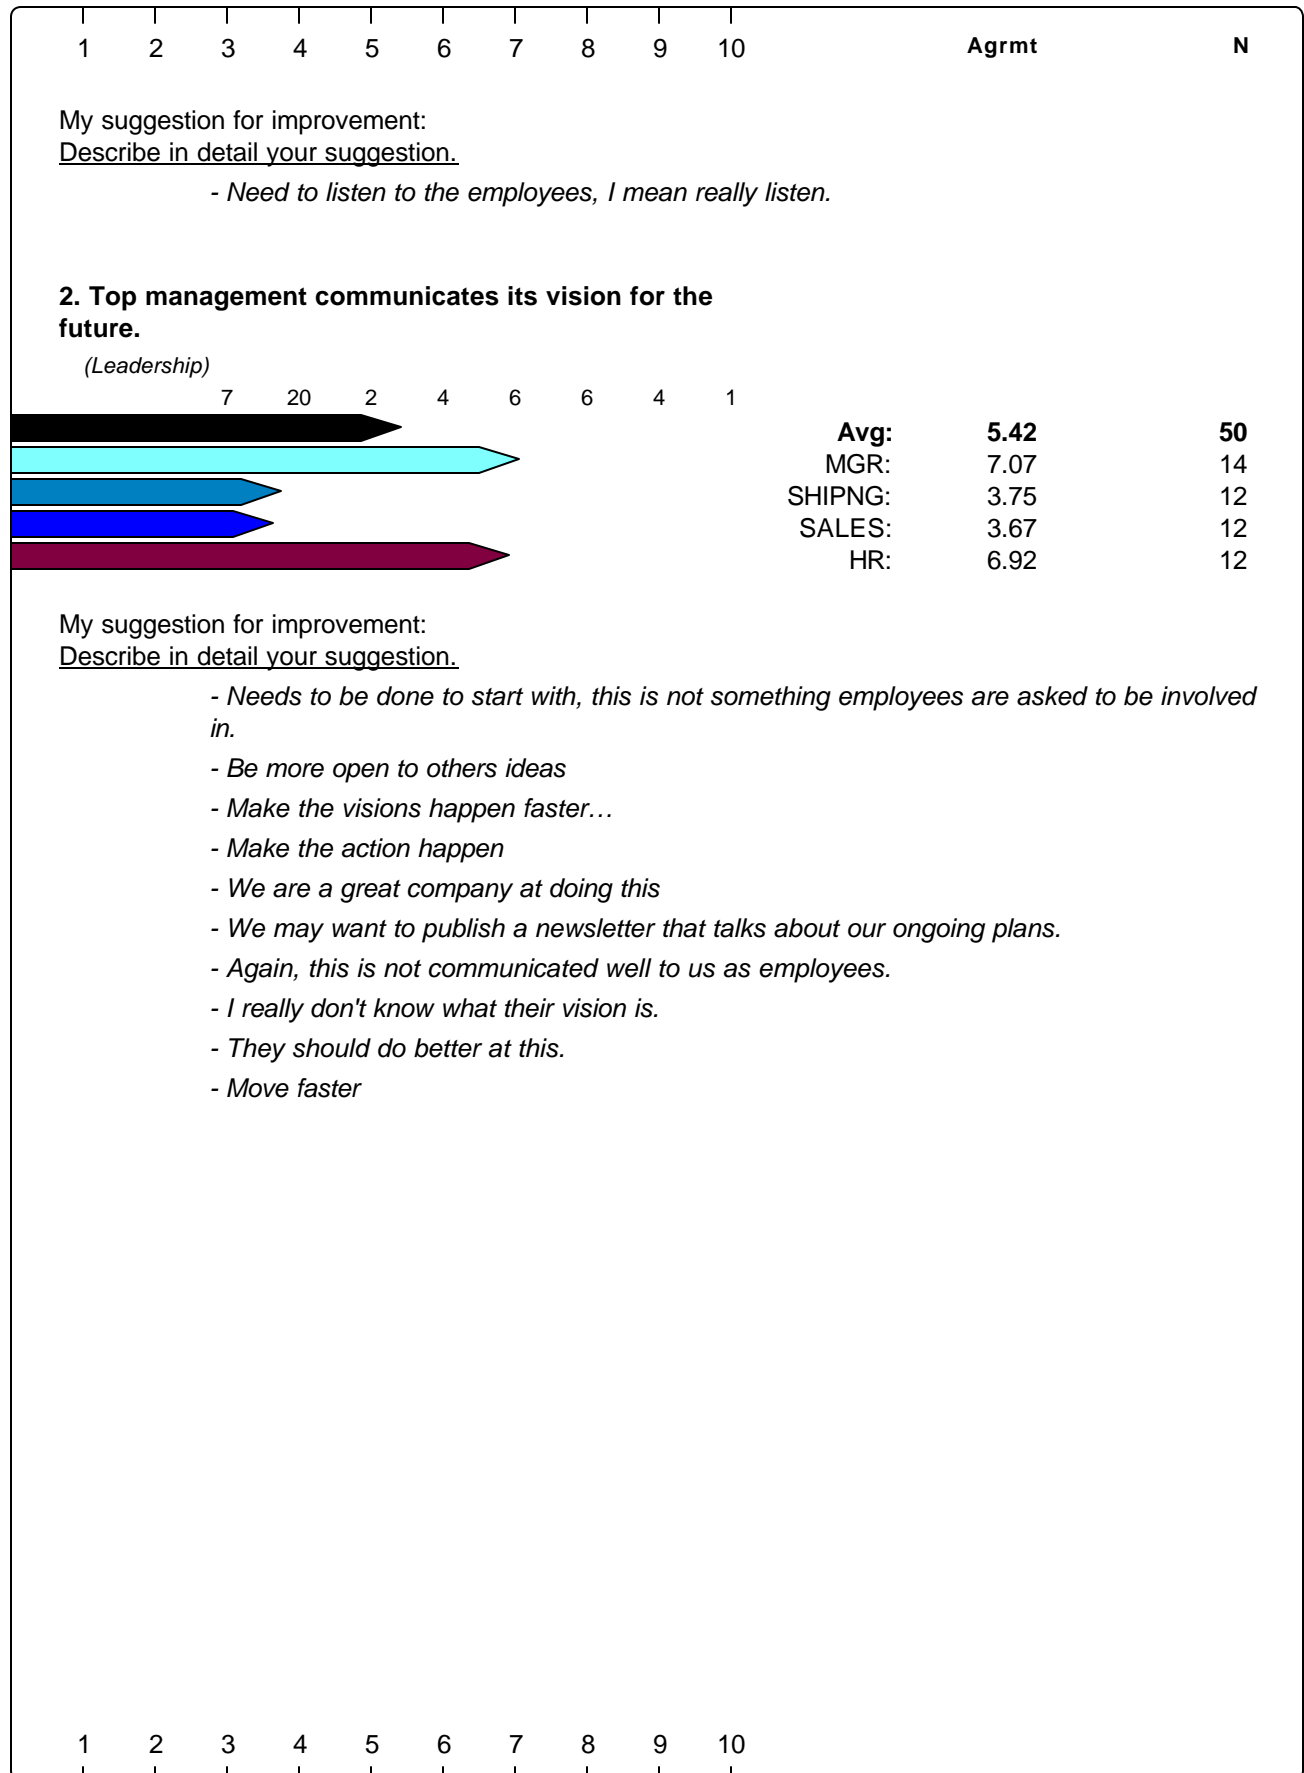 1 2 3 4 5 6 7 8 9 10 Agrmt N
My suggestion for improvement:
Describe in detail your suggestion.
- Need to listen to the employees, I mean really listen.
2. Top management communicates its vision for the
future.
(Leadership)
7 20 2 4 6 6 4 1
Avg: 5.42 50
MGR: 7.07 14
SHIPNG: 3.75 12
SALES: 3.67 12
HR: 6.92 12
My suggestion for improvement:
Describe in detail your suggestion.
- Needs to be done to start with, this is not something employees are asked to be involved
in.
- Be more open to others ideas
- Make the visions happen faster…
- Make the action happen
- We are a great company at doing this
- We may want to publish a newsletter that talks about our ongoing plans.
- Again, this is not communicated well to us as employees.
- I really don't know what their vision is.
- They should do better at this.
- Move faster
1 2 3 4 5 6 7 8 9 10